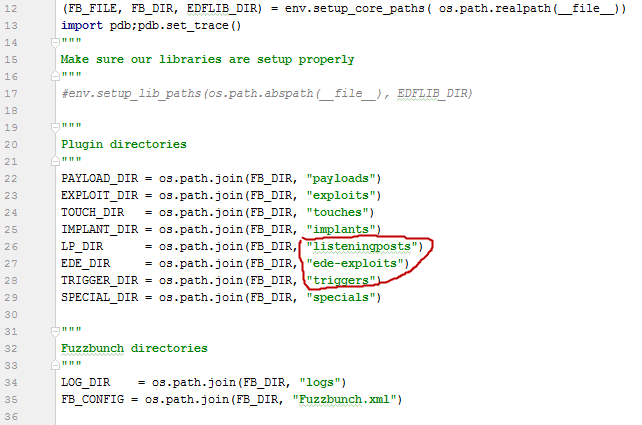 12 (FB_FILE, FB_DIR, EDFLIB_DIR) = env.setup_core_paths( os.path.realpath(__file__))
13 import pdb;pdb.set_trace()
14 """
15 Make sure our libraries are setup properly
16 """
17 #env.setup_lib_paths(os.path.abspath(__file__), EDFLIB_DIR)
18
19 """
20 Plugin directories
21 """
22 PAYLOAD_DIR = os.path.join(FB_DIR, "payloads")
23 EXPLOIT_DIR = os.path.join(FB_DIR, "exploits")
24 TOUCH_DIR   = os.path.join(FB_DIR, "touches")
25 IMPLANT_DIR = os.path.join(FB_DIR, "implants")
26 LP_DIR      = os.path.join(FB_DIR, "listeningposts")
27 EDE_DIR     = os.path.join(FB_DIR, "ede-exploits")
28 TRIGGER_DIR = os.path.join(FB_DIR, "triggers")
29 SPECIAL_DIR = os.path.join(FB_DIR, "specials")
30
31 """
32 Fuzzbunch directories
33 """
34 LOG_DIR    = os.path.join(FB_DIR, "logs")
35 FB_CONFIG = os.path.join(FB_DIR, "Fuzzbunch.xml")
36